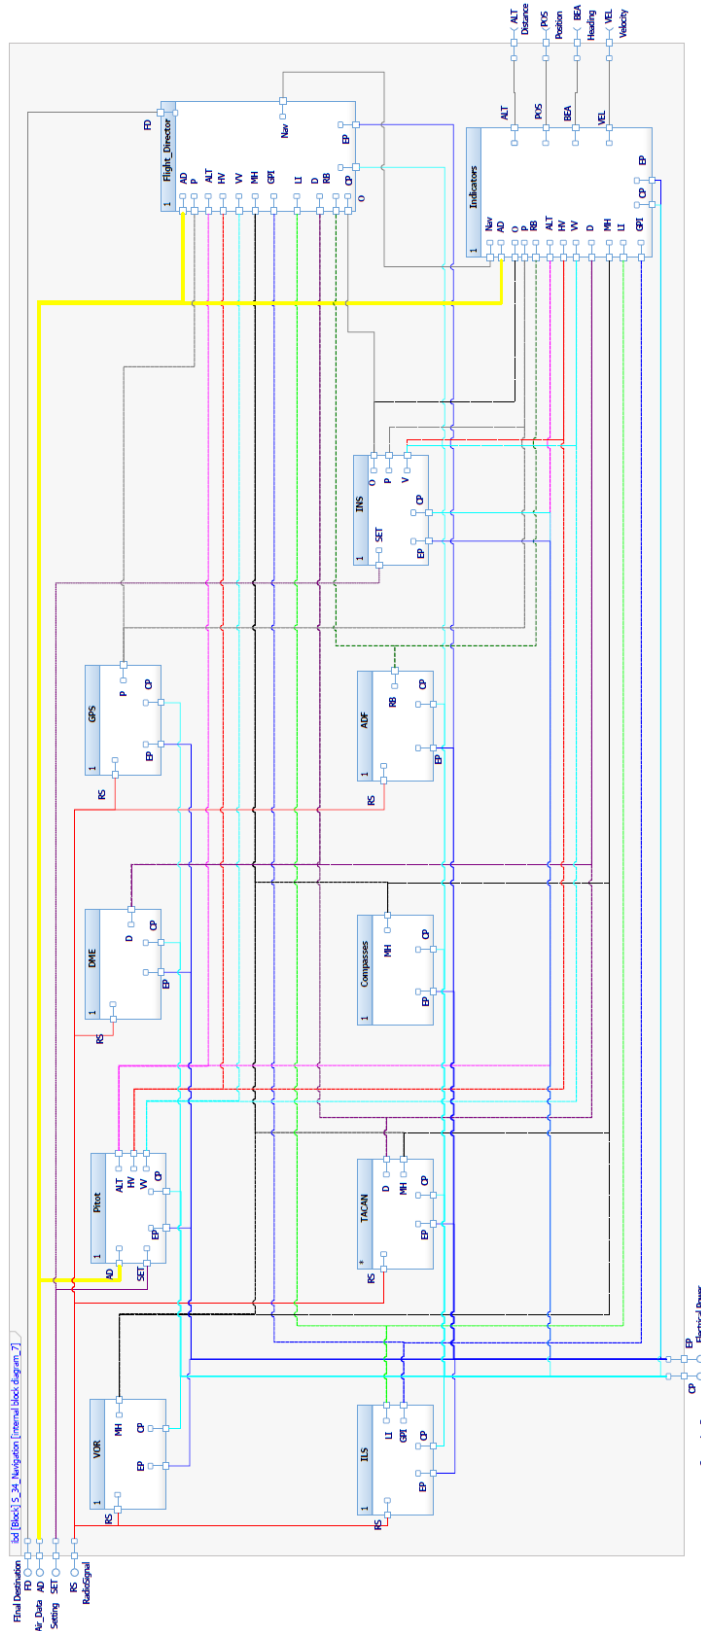 ibd [Block] S_34_Navigation [internal block diagram_7]
FInal Destination
FD
Air_Data AD
Setting SET
RS
RadioSignal
1 VOR
MH
EP
CP
RS
1 Pitot
ALT
HV
VV
AD
SET
EP
CP
1 DME
D
RS
EP
CP
1 GPS
P
RS
EP
CP
1 Flight_Director
FD
AD
P
ALT
HV
VV
MH
GPI
LI
D
RB
O
CP
EP
Nav
1 ILS
LI
GPI
RS
EP
CP
* TACAN
D
MH
RS
EP
CP
1 Compasses
MH
EP
CP
1 ADF
RB
RS
EP
CP
1 INS
O
P
V
SET
EP
CP
1 Indicators
Nav
AD
O
P
RB
ALT
HV
VV
D
MH
LI
GPI
CP
EP
ALT
POS
BEA
VEL
ALT
Distance
POS
Position
BEA
Heading
VEL
Velocity
EP
Electrical Power
CP